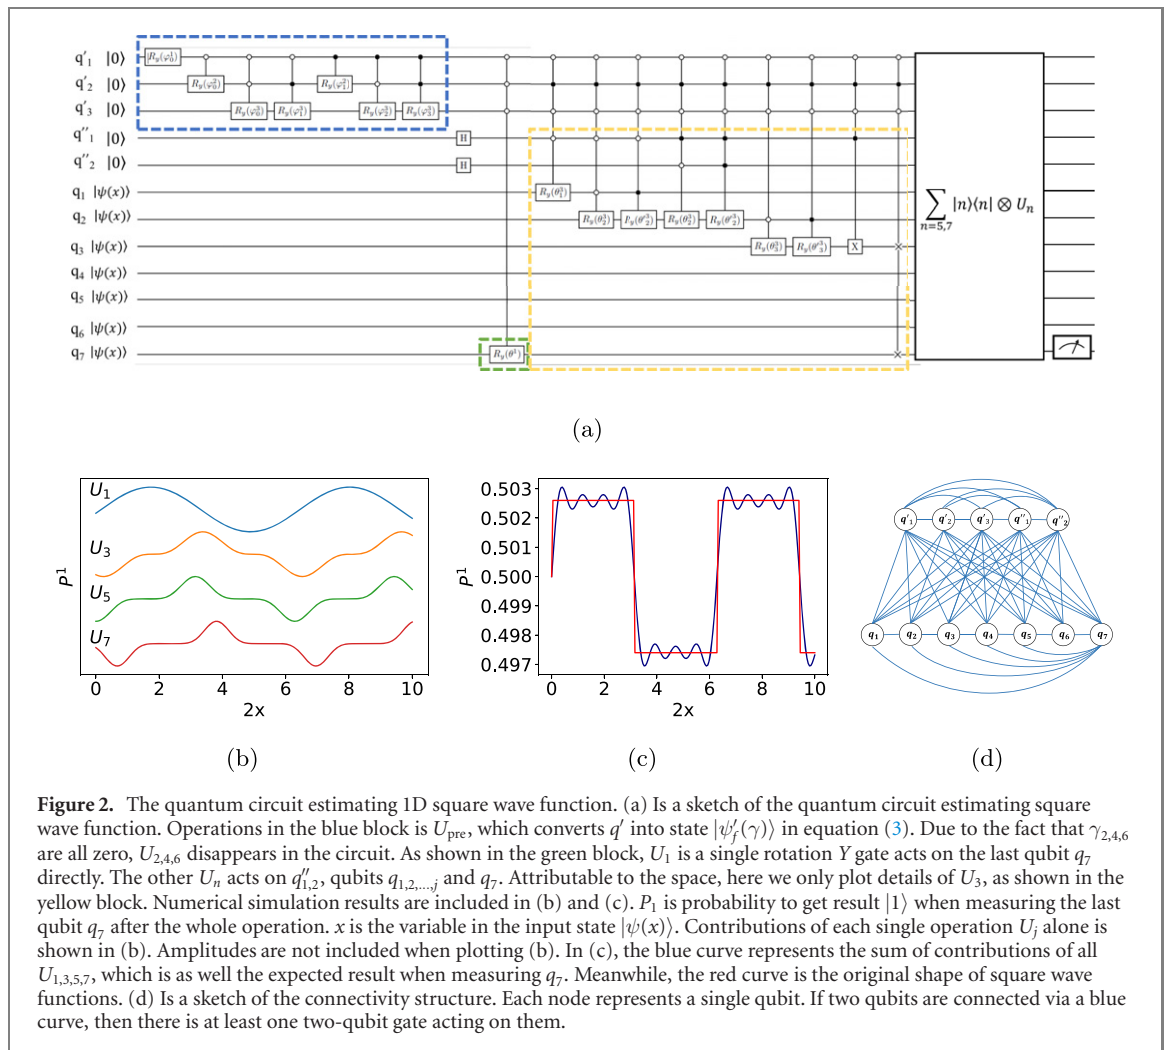 q'₁ |0⟩
q'₂ |0⟩
q'₃ |0⟩
q''₁ |0⟩
q''₂ |0⟩
q₁ |ψ(x)⟩
q₂ |ψ(x)⟩
q₃ |ψ(x)⟩
q₄ |ψ(x)⟩
q₅ |ψ(x)⟩
q₆ |ψ(x)⟩
q₇ |ψ(x)⟩
H
H
X
R_y(θ¹)
∑ |n⟩⟨n| ⊗ Uₙ
n=5,7
(a)
U₁
U₃
U₅
U₇
P¹
0 2 4 6 8 10
2x
(b)
0.503
0.502
0.501
0.500
0.499
0.498
0.497
P¹
0 2 4 6 8 10
2x
(c)
q'₁ q'₂ q'₃ q''₁ q''₂
q₁ q₂ q₃ q₄ q₅ q₆ q₇
(d)
Figure 2. The quantum circuit estimating 1D square wave function. (a) Is a sketch of the quantum circuit estimating square
wave function. Operations in the blue block is U_pre, which converts q′ into state |ψ′_f(γ)⟩ in equation (3). Due to the fact that γ₂,₄,₆
are all zero, U₂,₄,₆ disappears in the circuit. As shown in the green block, U₁ is a single rotation Y gate acts on the last qubit q₇
directly. The other Uₙ acts on q″₁,₂, qubits q₁,₂,...,ⱼ and q₇. Attributable to the space, here we only plot details of U₃, as shown in the
yellow block. Numerical simulation results are included in (b) and (c). P₁ is probability to get result |1⟩ when measuring the last
qubit q₇ after the whole operation. x is the variable in the input state |ψ(x)⟩. Contributions of each single operation Uⱼ alone is
shown in (b). Amplitudes are not included when plotting (b). In (c), the blue curve represents the sum of contributions of all
U₁,₃,₅,₇, which is as well the expected result when measuring q₇. Meanwhile, the red curve is the original shape of square wave
functions. (d) Is a sketch of the connectivity structure. Each node represents a single qubit. If two qubits are connected via a blue
curve, then there is at least one two-qubit gate acting on them.